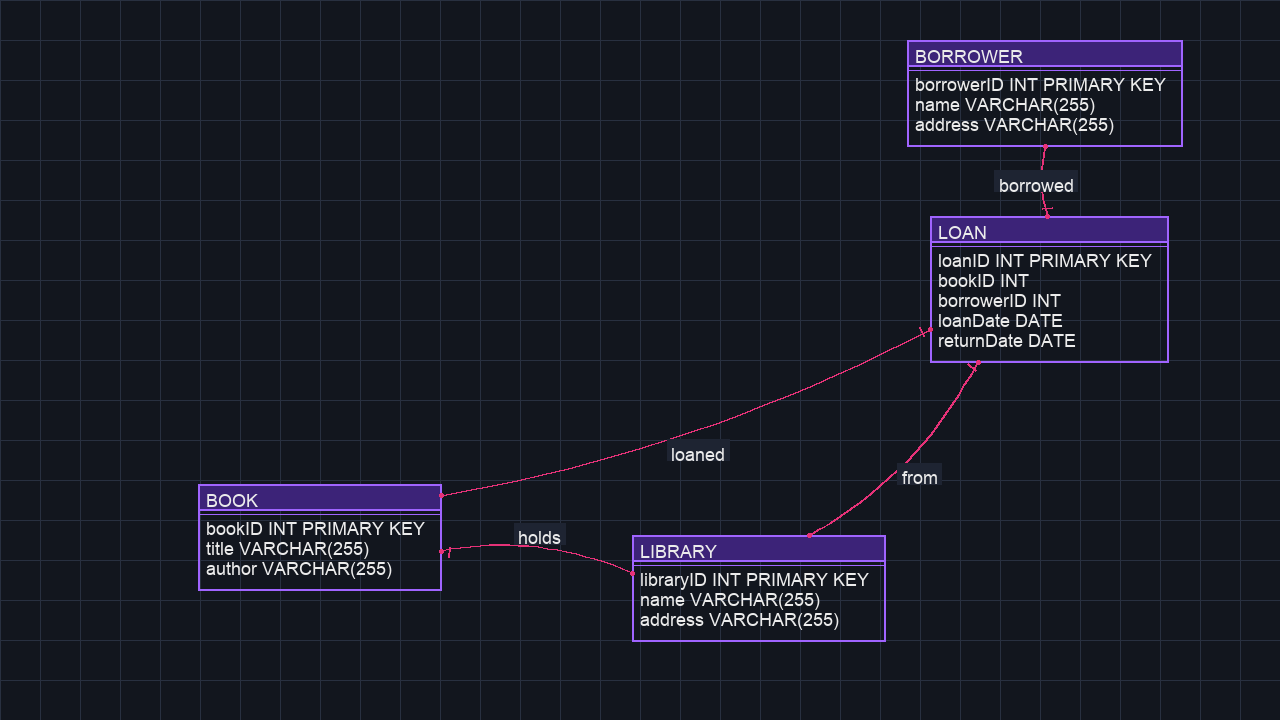 BORROWER
borrowerID INT PRIMARY KEY
name VARCHAR(255)
address VARCHAR(255)
borrowed
LOAN
loanID INT PRIMARY KEY
bookID INT
borrowerID INT
loanDate DATE
returnDate DATE
loaned
from
BOOK
bookID INT PRIMARY KEY
title VARCHAR(255)
author VARCHAR(255)
holds
LIBRARY
libraryID INT PRIMARY KEY
name VARCHAR(255)
address VARCHAR(255)